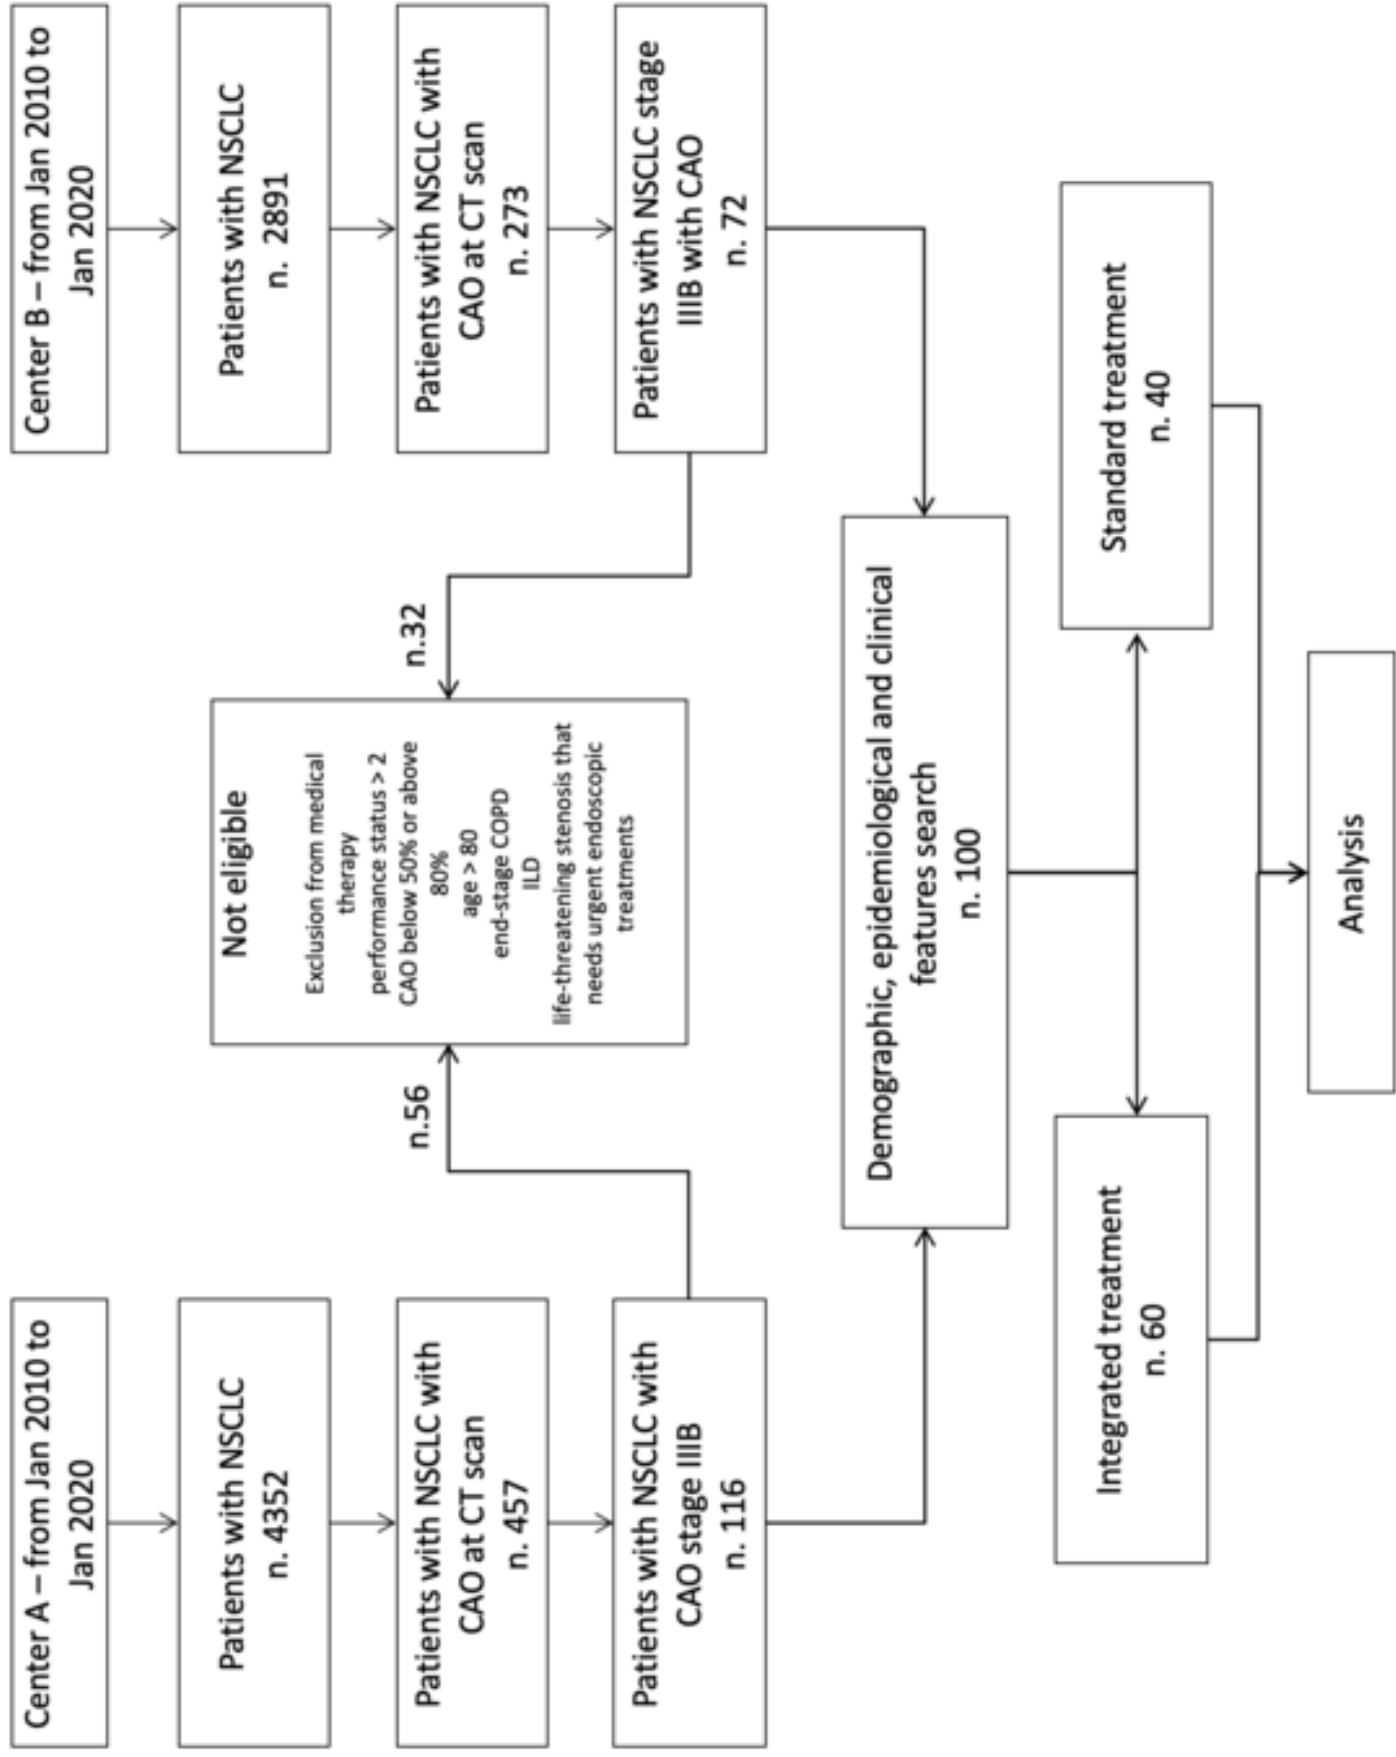 Center A – from Jan 2010 to
Jan 2020
Patients with NSCLC
n. 4352
Patients with NSCLC with
CAO at CT scan
n. 457
Patients with NSCLC with
CAO stage IIIB
n. 116
n.56
Not eligible
Exclusion from medical
therapy
performance status > 2
CAO below 50% or above
80%
age > 80
end-stage COPD
ILD
life-threatening stenosis that
needs urgent endoscopic
treatments
n.32
Center B – from Jan 2010 to
Jan 2020
Patients with NSCLC
n. 2891
Patients with NSCLC with
CAO at CT scan
n. 273
Patients with NSCLC stage
IIIB with CAO
n. 72
Demographic, epidemiological and clinical
features search
n. 100
Integrated treatment
n. 60
Standard treatment
n. 40
Analysis